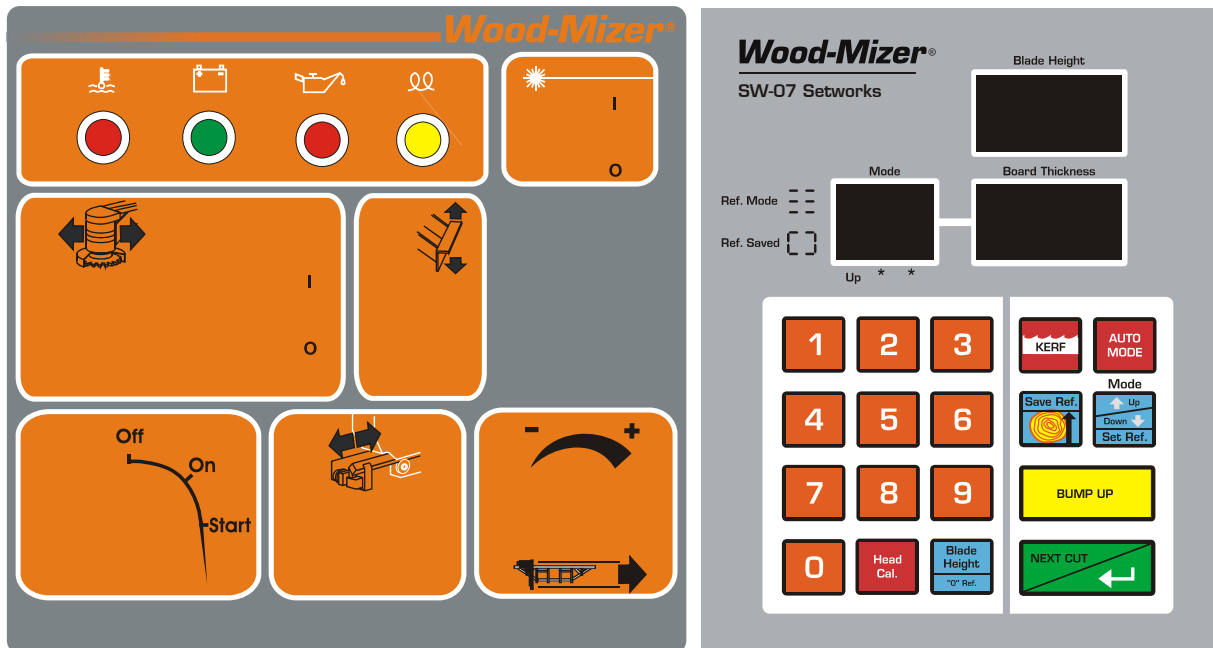 Wood-Mizer®
I
O
I
O
Off
On
Start
- +
Wood-Mizer®
SW-07 Setworks
Blade Height
Mode
Board Thickness
Ref. Mode
Ref. Saved
Up * *
1 2 3
KERF
AUTO
MODE
Mode
4 5 6
Save Ref.
Up
Down
Set Ref.
7 8 9
BUMP UP
0
Head
Cal.
Blade
Height
"0" Ref.
NEXT CUT